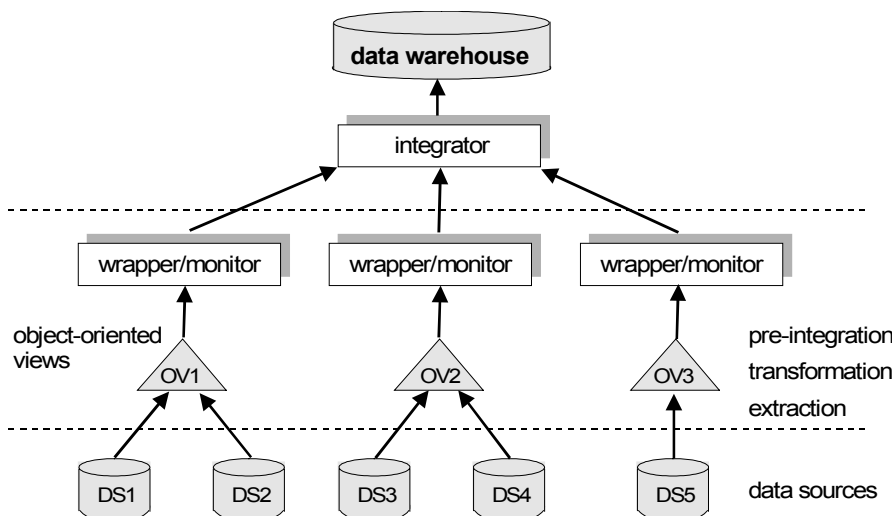 data warehouse
integrator
wrapper/monitor
wrapper/monitor
wrapper/monitor
object-oriented
views
pre-integration
transformation
extraction
OV1
OV2
OV3
DS1
DS2
DS3
DS4
DS5
data sources